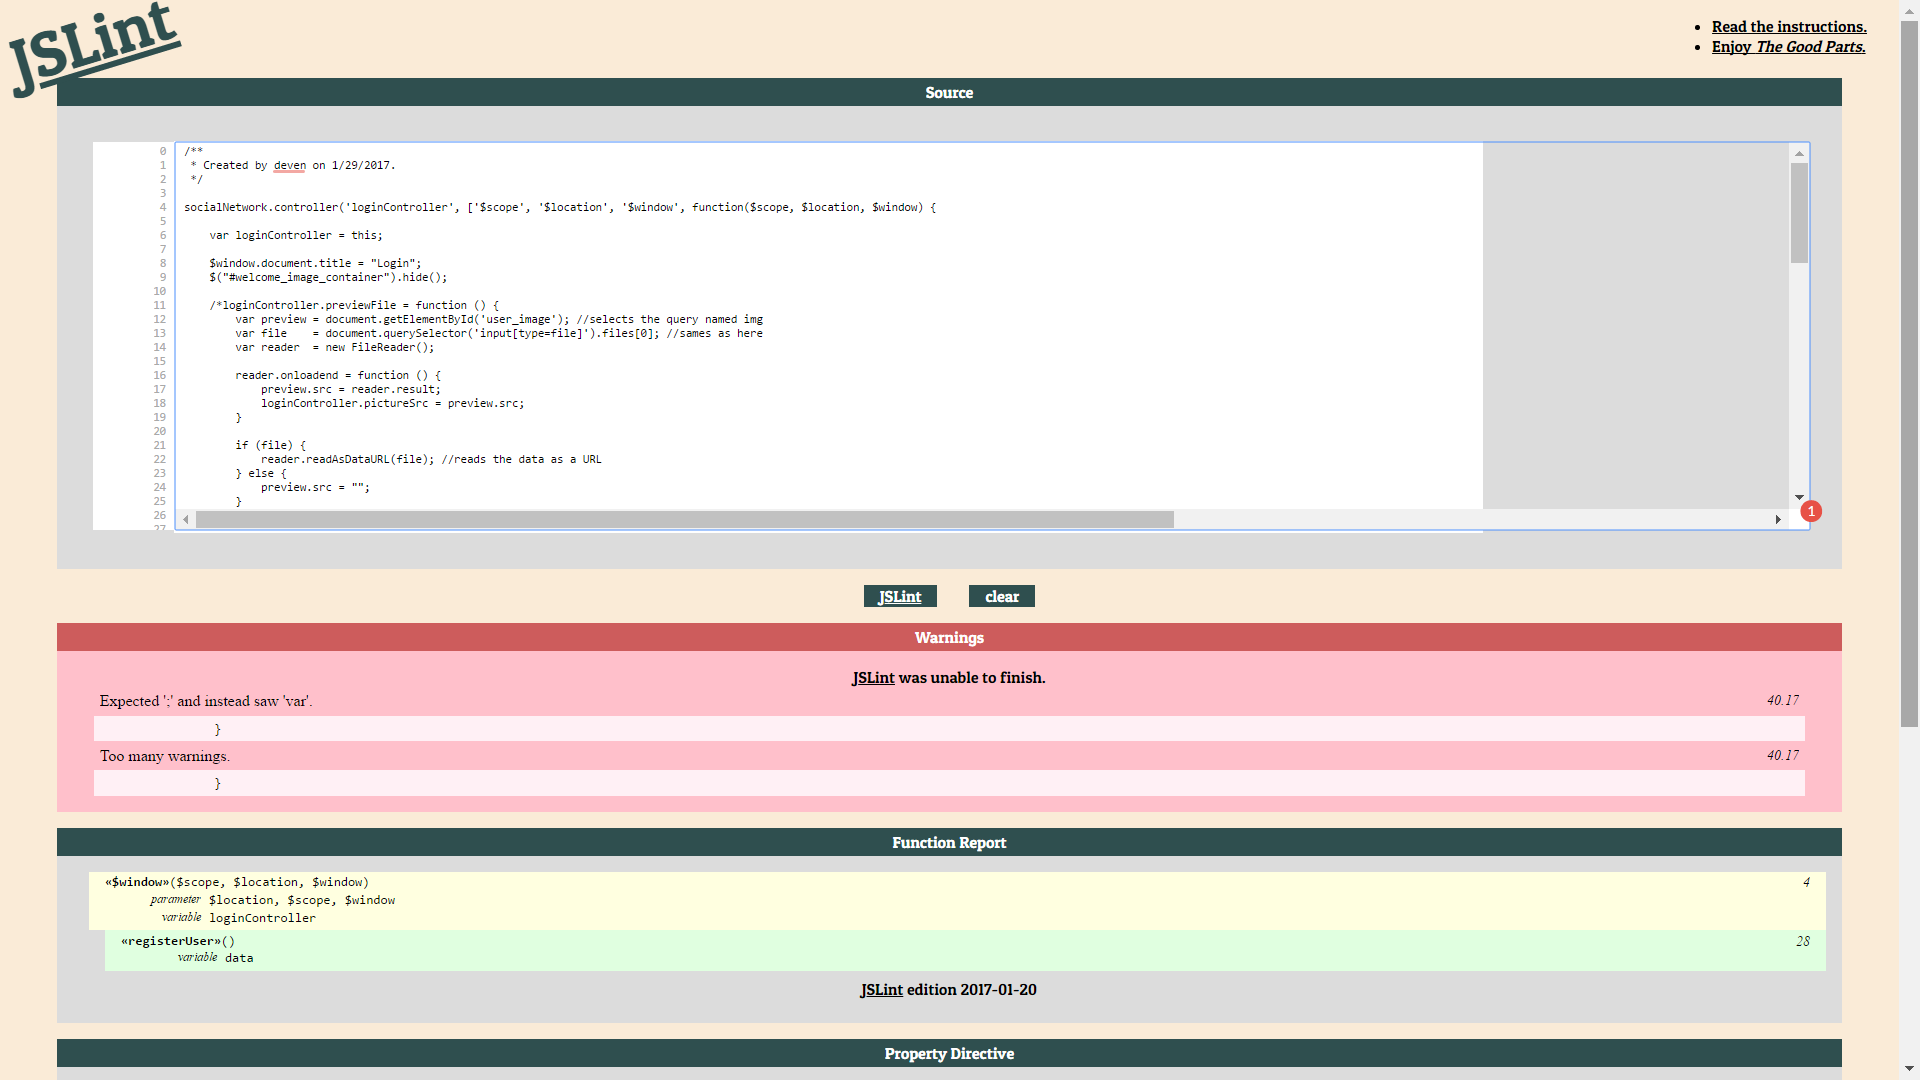 JSLint
Read the instructions.
Enjoy The Good Parts.
Source
0 /**
1 * Created by deven on 1/29/2017.
2 */
3
4 socialNetwork.controller('loginController', ['$scope', '$location', '$window', function($scope, $location, $window) {
5
6 var loginController = this;
7
8 $window.document.title = "Login";
9 $("#welcome_image_container").hide();
10
11 /*loginController.previewFile = function () {
12 var preview = document.getElementById('user_image'); //selects the query named img
13 var file    = document.querySelector('input[type=file]').files[0]; //sames as here
14 var reader  = new FileReader();
15
16 reader.onloadend = function () {
17 preview.src = reader.result;
18 loginController.pictureSrc = preview.src;
19 }
20
21 if (file) {
22 reader.readAsDataURL(file); //reads the data as a URL
23 } else {
24 preview.src = "";
25 }
26
27
1
JSLint clear
Warnings
JSLint was unable to finish.
Expected ';' and instead saw 'var'. 40.17
}
Too many warnings. 40.17
}
Function Report
«$window»($scope, $location, $window) 4
parameter $location, $scope, $window
variable loginController
«registerUser»() 28
variable data
JSLint edition 2017-01-20
Property Directive